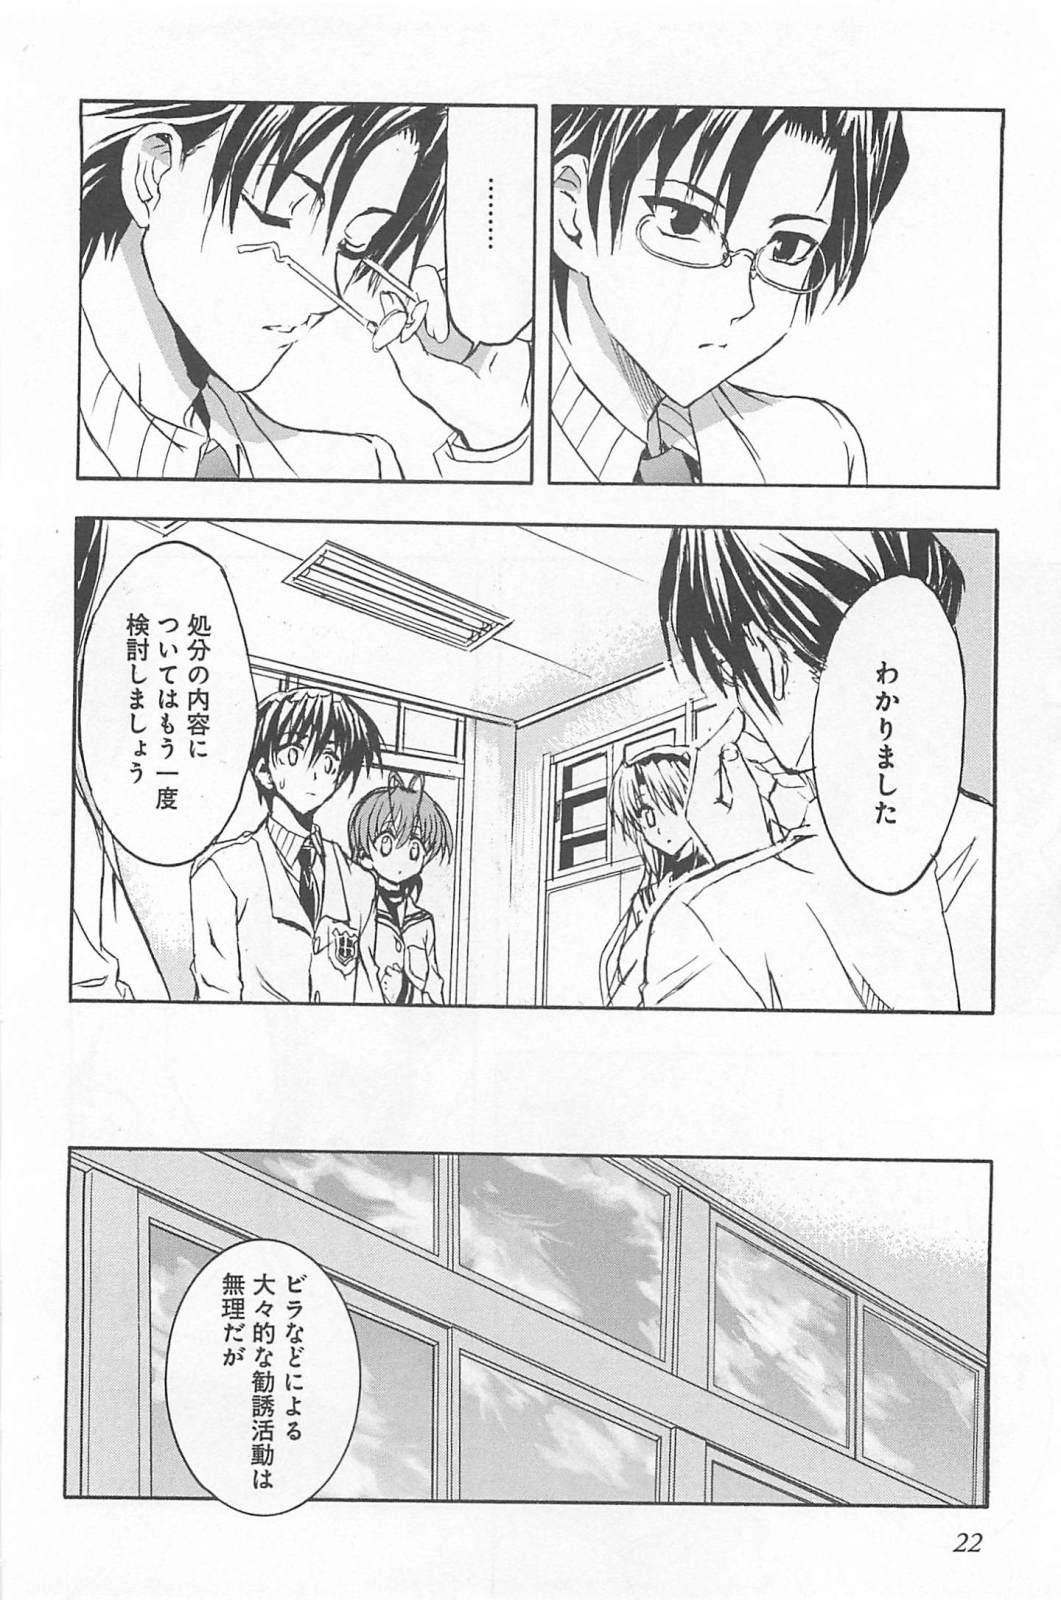 ………
わかりました
処分の内容に
ついてはもう一度
検討しましょう
ビラなどによる
大々的な勧誘活動は
無理だが
22